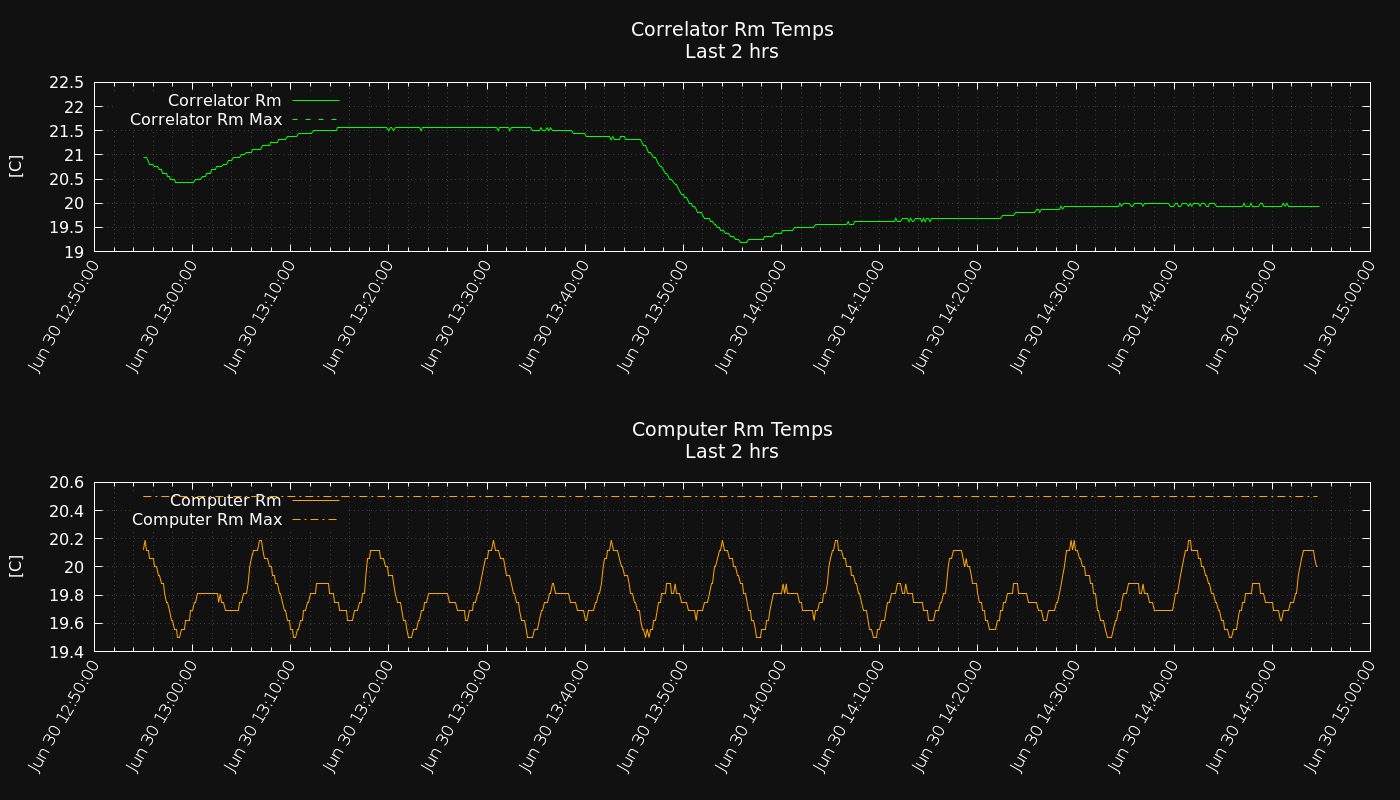 Correlator Rm Temps
Last 2 hrs
22.5
22
21.5
21
20.5
20
19.5
19
[C]
Correlator Rm
Correlator Rm Max
Jun 30 12:50:00
Jun 30 13:00:00
Jun 30 13:10:00
Jun 30 13:20:00
Jun 30 13:30:00
Jun 30 13:40:00
Jun 30 13:50:00
Jun 30 14:00:00
Jun 30 14:10:00
Jun 30 14:20:00
Jun 30 14:30:00
Jun 30 14:40:00
Jun 30 14:50:00
Jun 30 15:00:00
Computer Rm Temps
Last 2 hrs
20.6
20.4
20.2
20
19.8
19.6
19.4
[C]
Computer Rm
Computer Rm Max
Jun 30 12:50:00
Jun 30 13:00:00
Jun 30 13:10:00
Jun 30 13:20:00
Jun 30 13:30:00
Jun 30 13:40:00
Jun 30 13:50:00
Jun 30 14:00:00
Jun 30 14:10:00
Jun 30 14:20:00
Jun 30 14:30:00
Jun 30 14:40:00
Jun 30 14:50:00
Jun 30 15:00:00